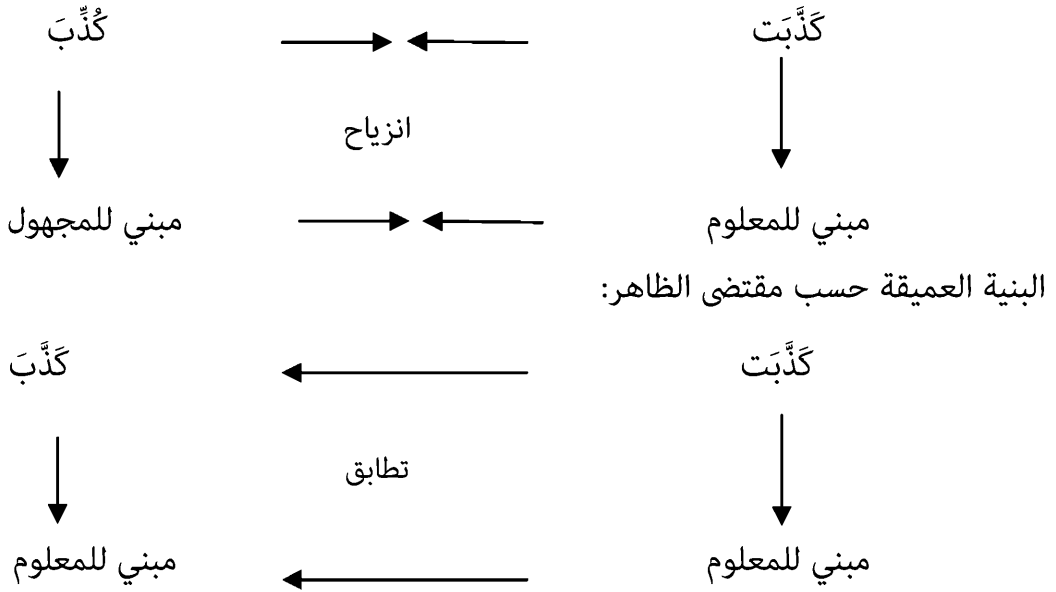 كَذَّبَت كُذِّبَ
انزياح
مبني للمعلوم مبني للمجهول
البنية العميقة حسب مقتضى الظاهر:
كَذَّبَت كَذَّبَ
تطابق
مبني للمعلوم مبني للمعلوم